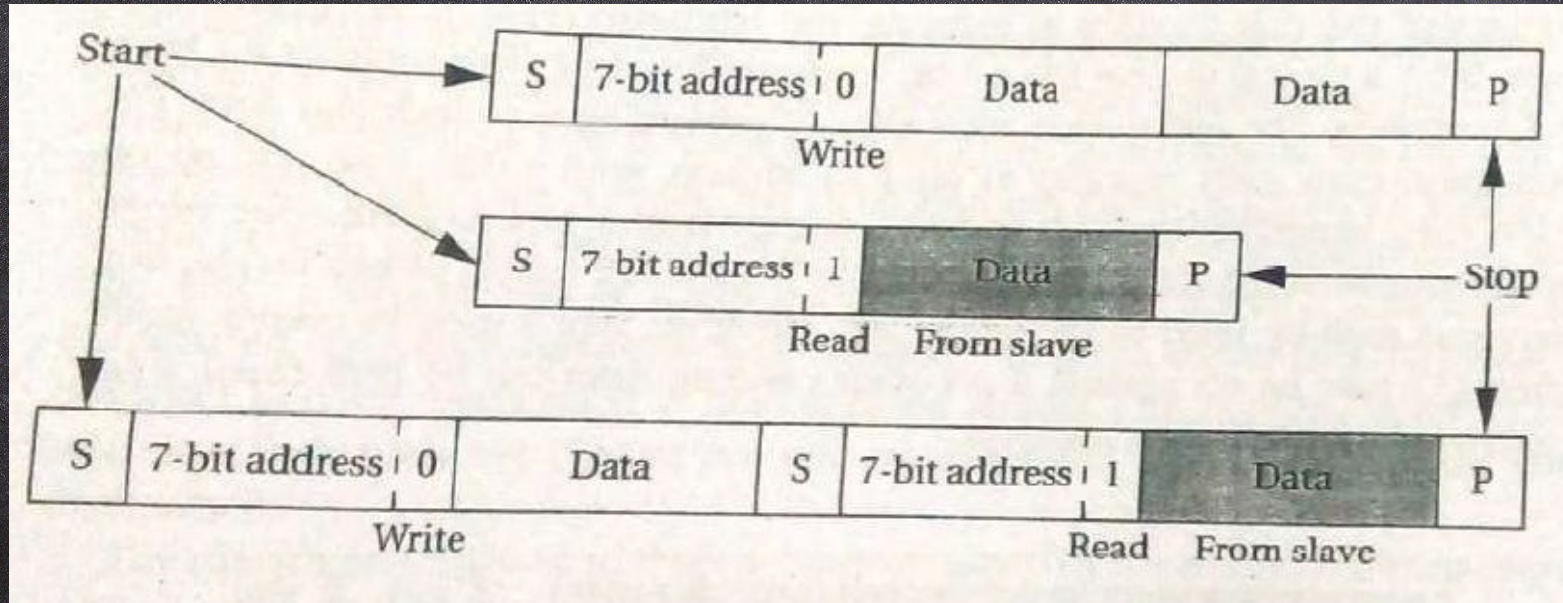 Start
S 7-bit address 0 Data Data P
Write
S 7 bit address 1 Data P
Stop
Read From slave
S 7-bit address 0 Data S 7-bit address 1 Data P
Write
Read From slave